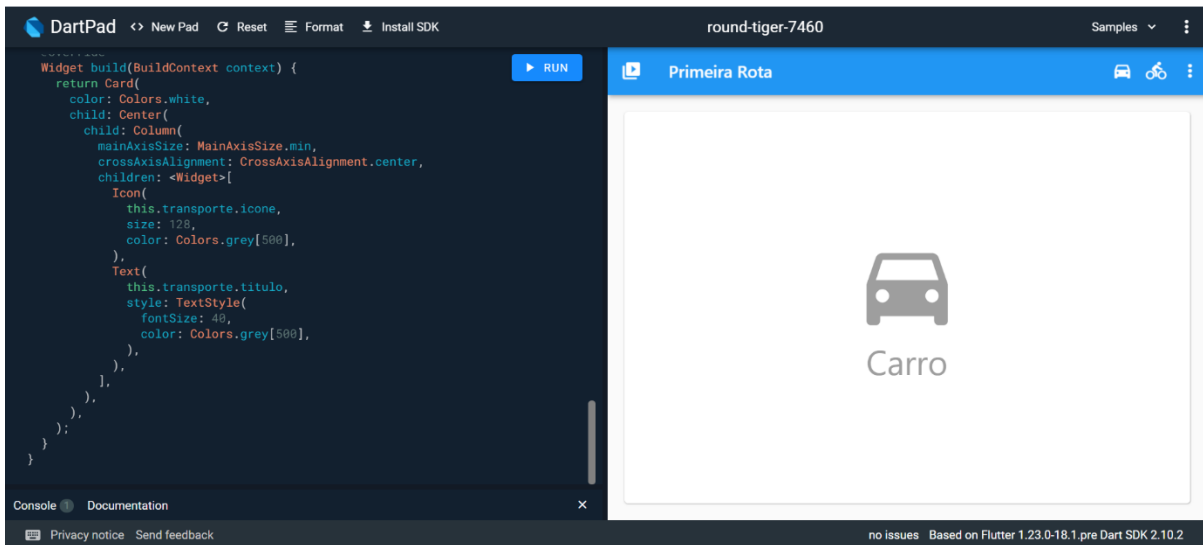 DartPad <> New Pad Reset Format Install SDK round-tiger-7460 Samples
Widget build(BuildContext context) {
return Card(
color: Colors.white,
child: Center(
child: Column(
mainAxisSize: MainAxisSize.min,
crossAxisAlignment: CrossAxisAlignment.center,
children: <Widget>[
Icon(
this.transporte.icone,
size: 128,
color: Colors.grey[500],
),
Text(
this.transporte.titulo,
style: TextStyle(
fontSize: 40,
color: Colors.grey[500],
),
),
],
),
),
);
}
}
RUN
Primeira Rota
Carro
Console 1 Documentation ×
Privacy notice Send feedback no issues Based on Flutter 1.23.0-18.1.pre Dart SDK 2.10.2